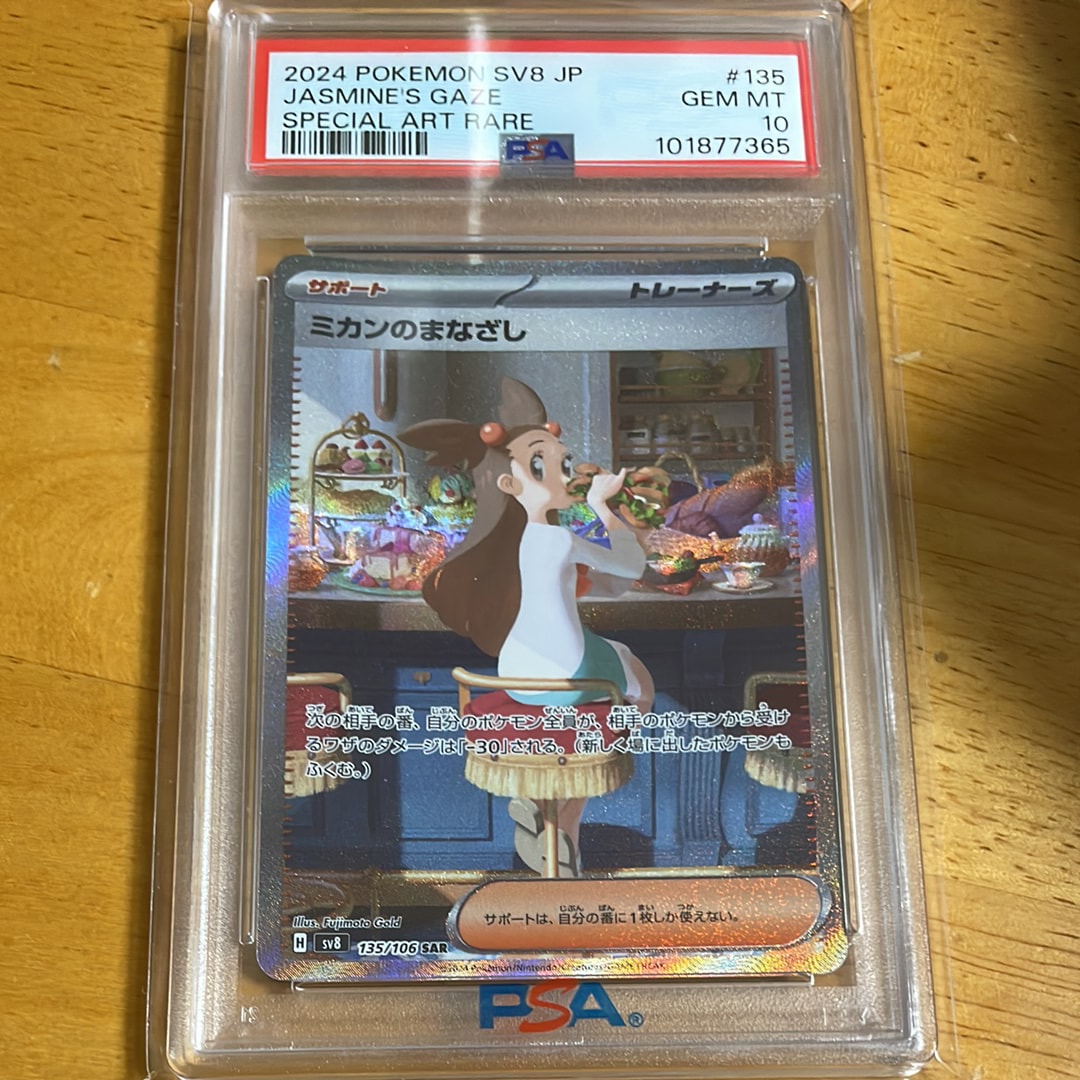 2024 POKEMON SV8 JP #135
JASMINE'S GAZE GEM MT
SPECIAL ART RARE 10
PSA 101877365
サポート トレーナーズ
ミカンのまなざし
次の相手の番、自分のポケモン全員が、相手のポケモンから受け
るワザのダメージは「-30」される。(新しく場に出したポケモンも
ふくむ。)
サポートは、自分の番に1枚しか使えない。
Illus. Fujimoto Gold
H sv8 135/106 SAR
PSA®